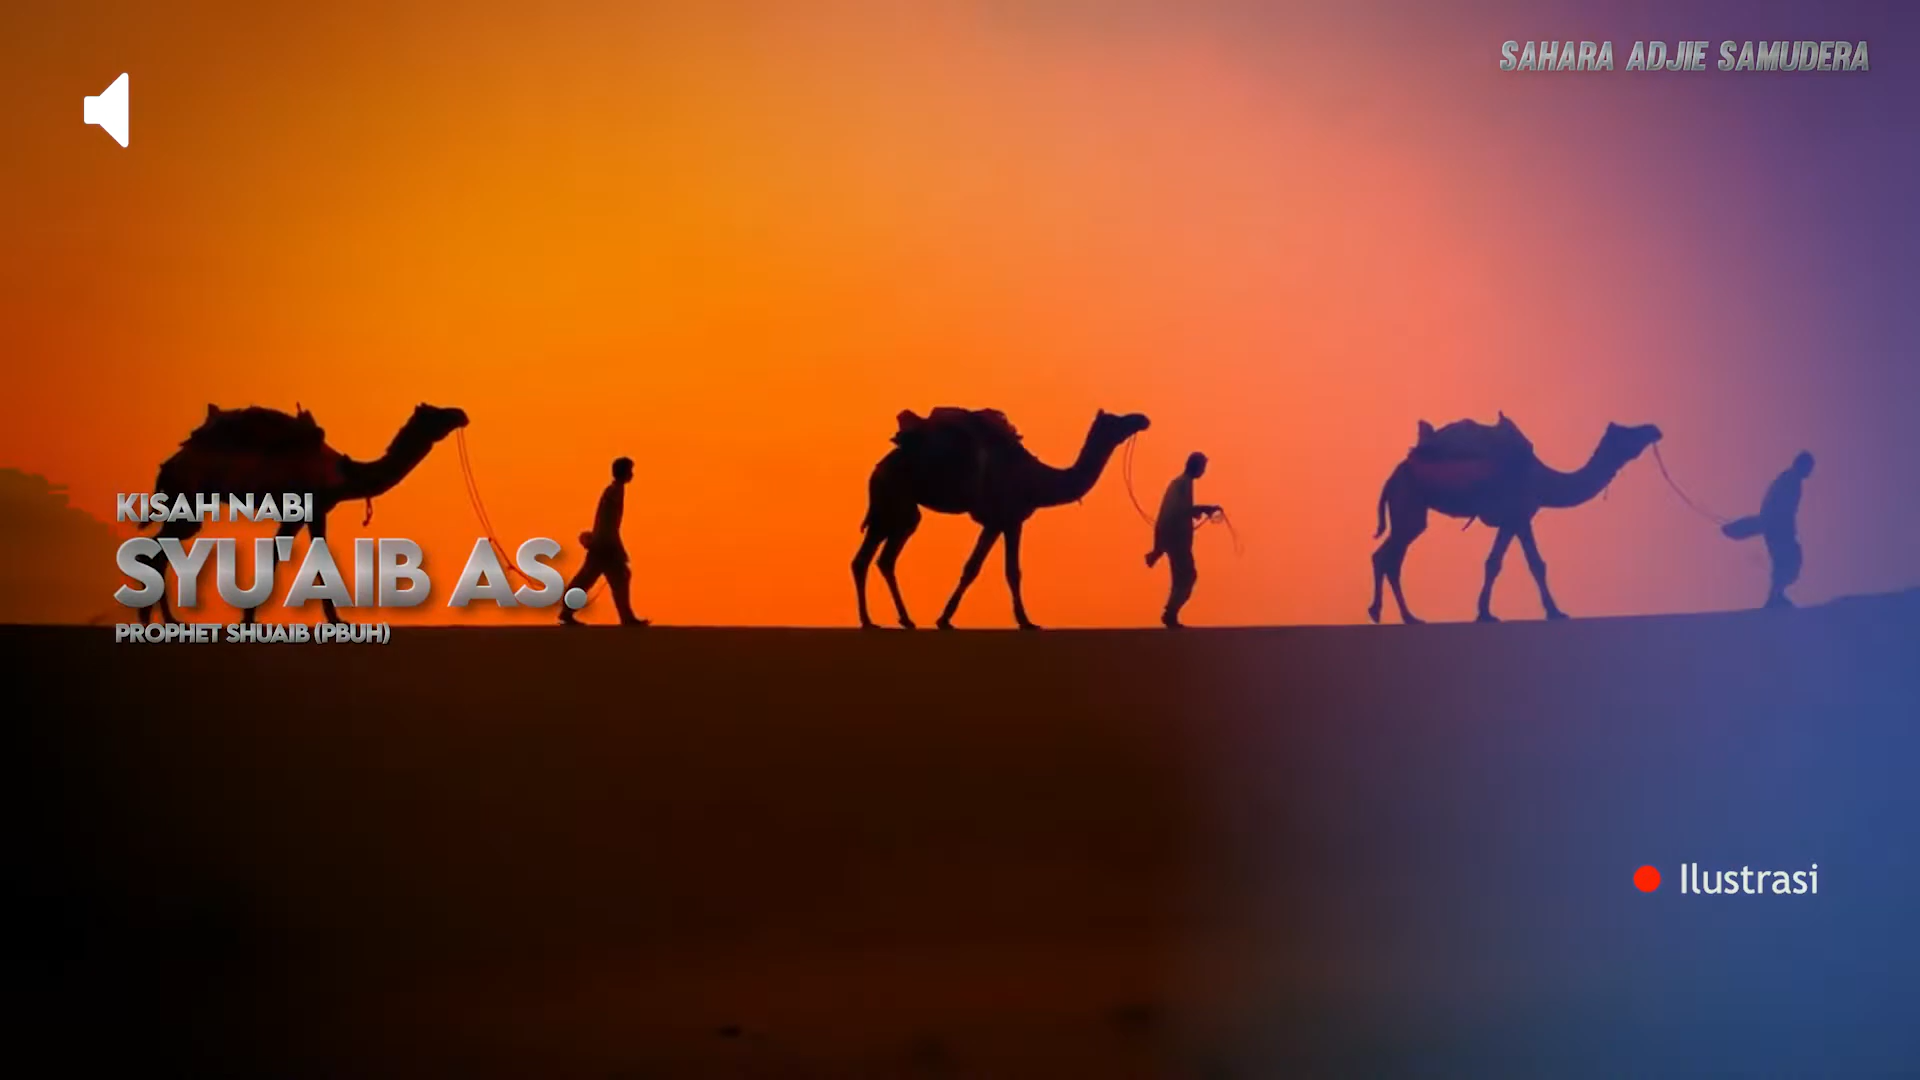 SAHARA ADJIE SAMUDERA
KISAH NABI
SYU'AIB AS.
PROPHET SHUAIB (PBUH)
Ilustrasi